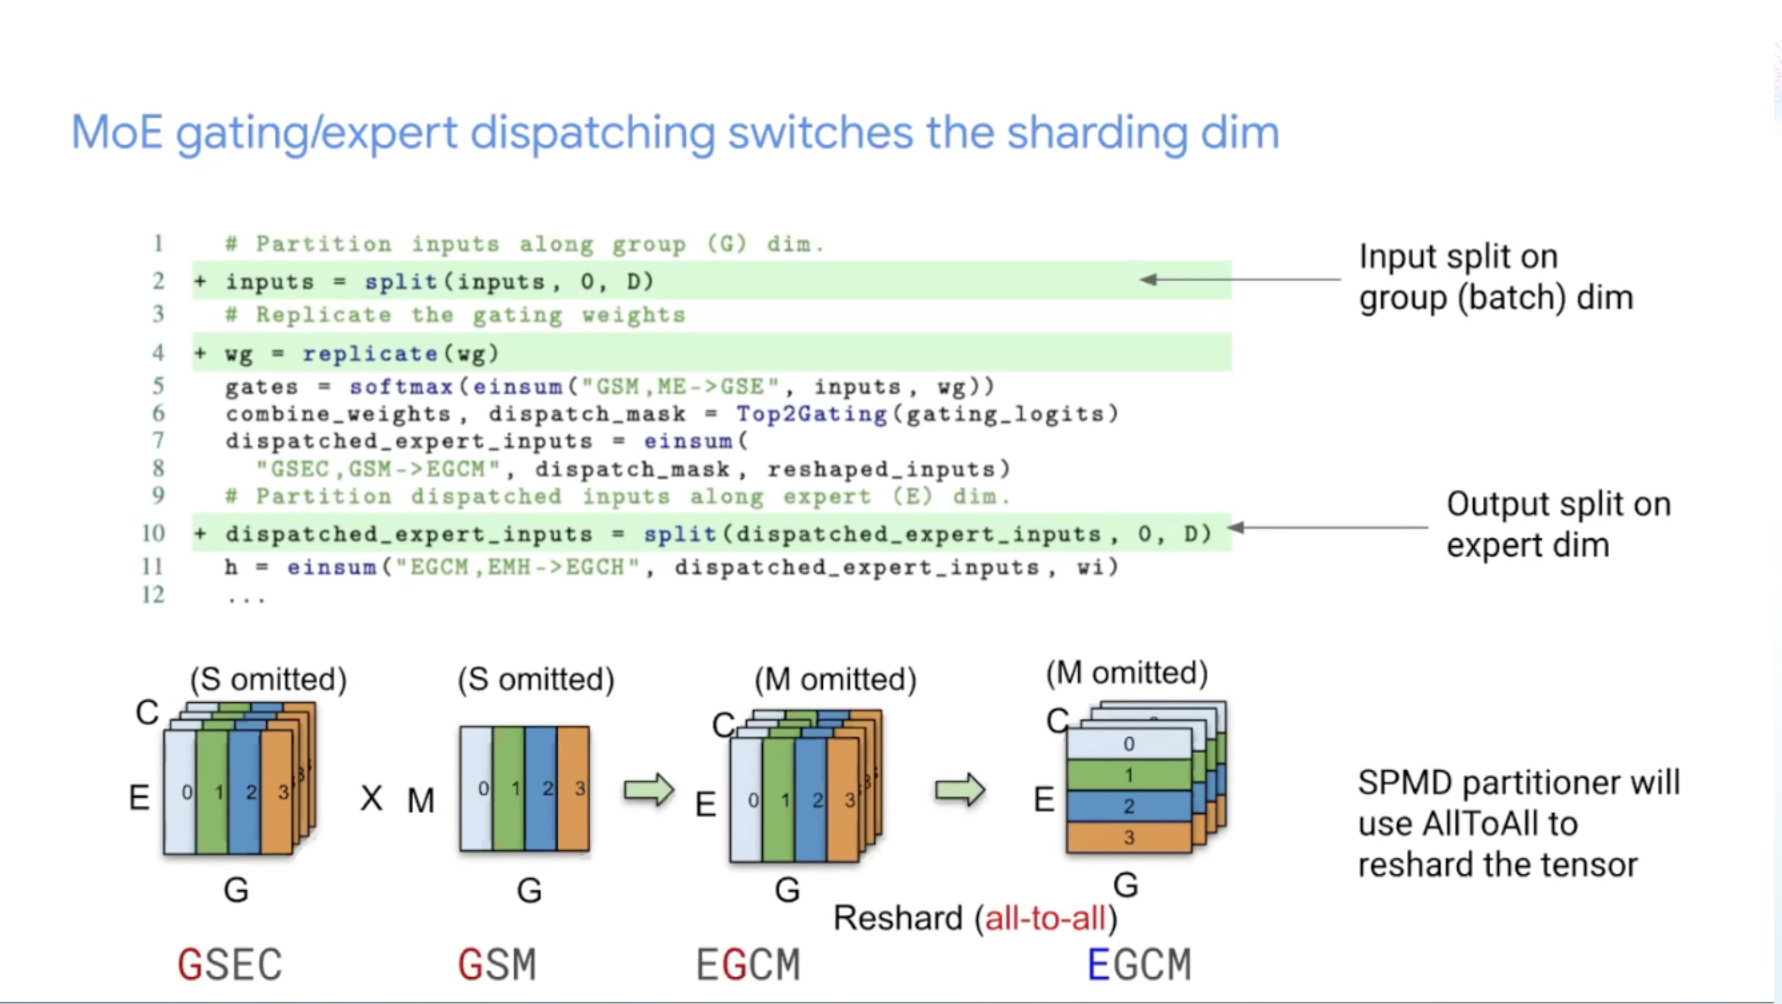 MoE gating/expert dispatching switches the sharding dim
1 # Partition inputs along group (G) dim.
2 + inputs = split(inputs, 0, D)
3 # Replicate the gating weights
4 + wg = replicate(wg)
5 gates = softmax(einsum("GSM,ME->GSE", inputs, wg))
6 combine_weights, dispatch_mask = Top2Gating(gating_logits)
7 dispatched_expert_inputs = einsum(
8 "GSEC,GSM->EGCM", dispatch_mask, reshaped_inputs)
9 # Partition dispatched inputs along expert (E) dim.
10 + dispatched_expert_inputs = split(dispatched_expert_inputs, 0, D)
11 h = einsum("EGCM,EMH->EGCH", dispatched_expert_inputs, wi)
12 ...
Input split on
group (batch) dim
Output split on
expert dim
(S omitted)
C
E
0 1 2 3
G
GSEC
X
(S omitted)
M
0 1 2 3
G
GSM
(M omitted)
C
E
0 1 2 3
G
EGCM
Reshard (all-to-all)
(M omitted)
C
E
0
1
2
3
G
EGCM
SPMD partitioner will
use AllToAll to
reshard the tensor